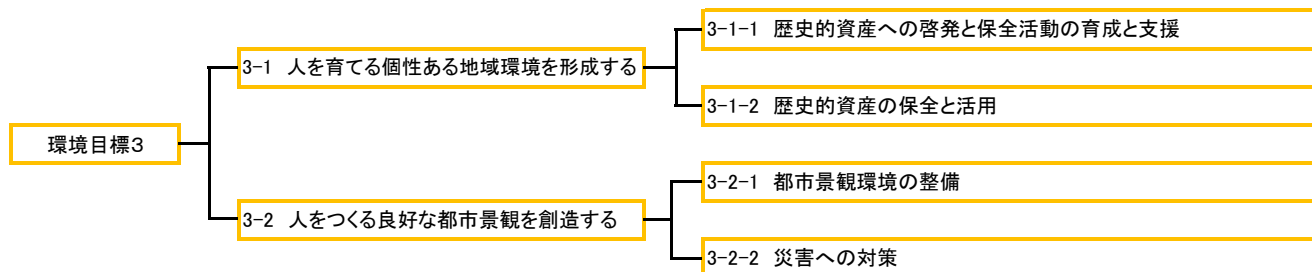 環境目標3
3-1 人を育てる個性ある地域環境を形成する
3-1-1 歴史的資産への啓発と保全活動の育成と支援
3-1-2 歴史的資産の保全と活用
3-2 人をつくる良好な都市景観を創造する
3-2-1 都市景観環境の整備
3-2-2 災害への対策